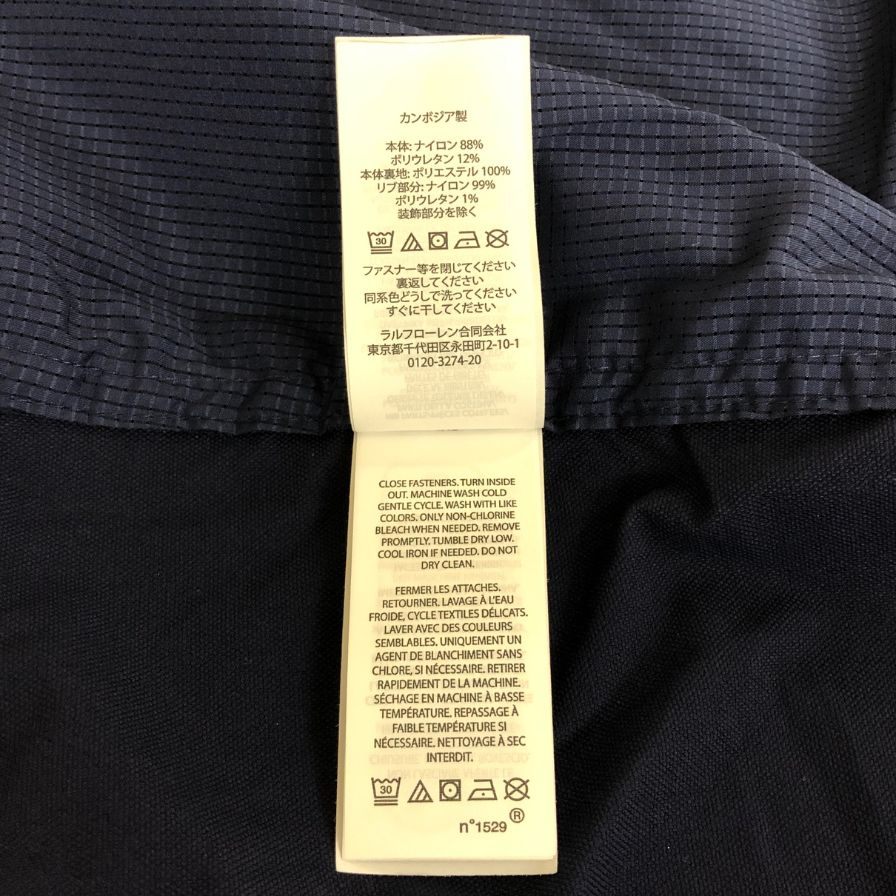 カンボジア製
本体: ナイロン 88%
ポリウレタン 12%
本体裏地: ポリエステル 100%
リブ部分: ナイロン 99%
ポリウレタン 1%
装飾部分を除く
30
ファスナー等を閉じてください
裏返してください
同系色どうしで洗ってください
すぐに干してください
ラルフローレン合同会社
東京都千代田区永田町2-10-1
0120-3274-20
CLOSE FASTENERS. TURN INSIDE
OUT. MACHINE WASH COLD
GENTLE CYCLE. WASH WITH LIKE
COLORS. ONLY NON-CHLORINE
BLEACH WHEN NEEDED. REMOVE
PROMPTLY. TUMBLE DRY LOW.
COOL IRON IF NEEDED. DO NOT
DRY CLEAN.
FERMER LES ATTACHES.
RETOURNER. LAVAGE À L'EAU
FROIDE, CYCLE TEXTILES DÉLICATS.
LAVER AVEC DES COULEURS
SEMBLABLES. UNIQUEMENT UN
AGENT DE BLANCHIMENT SANS
CHLORE, SI NÉCESSAIRE. RETIRER
RAPIDEMENT DE LA MACHINE.
SÉCHAGE EN MACHINE À BASSE
TEMPÉRATURE. REPASSAGE À
FAIBLE TEMPÉRATURE SI
NÉCESSAIRE. NETTOYAGE À SEC
INTERDIT.
30
n°1529 ®